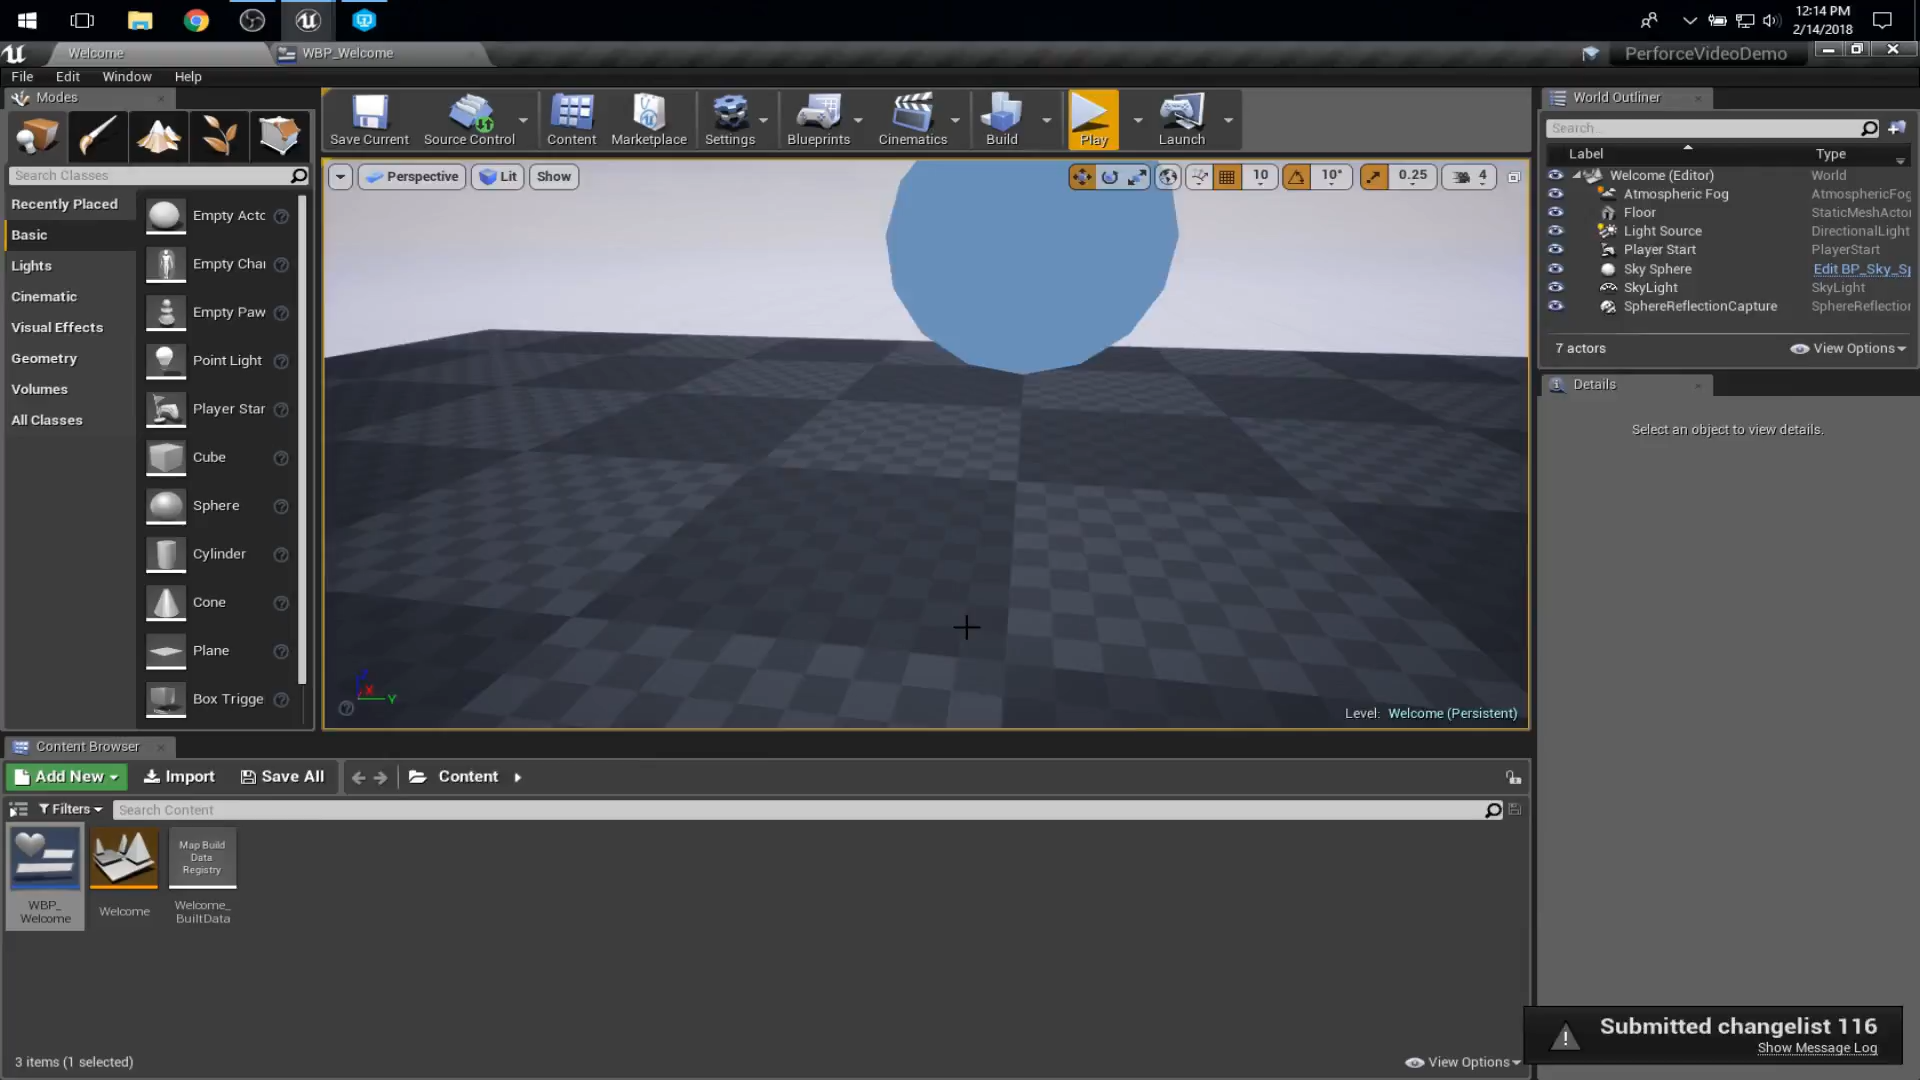 12:14 PM
2/14/2018
Welcome
WBP_Welcome
PerforceVideoDemo
File Edit Window Help
Modes
Save Current
Source Control
Content
Marketplace
Settings
Blueprints
Cinematics
Build
Play
Launch
Search Classes
Recently Placed
Basic
Lights
Cinematic
Visual Effects
Geometry
Volumes
All Classes
Empty Acto
Empty Char
Empty Paw
Point Light
Player Star
Cube
Sphere
Cylinder
Cone
Plane
Box Trigge
Perspective
Lit
Show
10
10°
0.25
4
X
Y
Level: Welcome (Persistent)
World Outliner
Search...
Label Type
Welcome (Editor) World
Atmospheric Fog AtmosphericFog
Floor StaticMeshActor
Light Source DirectionalLight
Player Start PlayerStart
Sky Sphere Edit BP_Sky_Sp
SkyLight SkyLight
SphereReflectionCapture SphereReflection
7 actors
View Options
Details
Select an object to view details.
Content Browser
Add New
Import
Save All
Content
Filters
Search Content
WBP_
Welcome
Welcome
Map Build
Data
Registry
Welcome_
BuiltData
3 items (1 selected)
View Options
Submitted changelist 116
Show Message Log